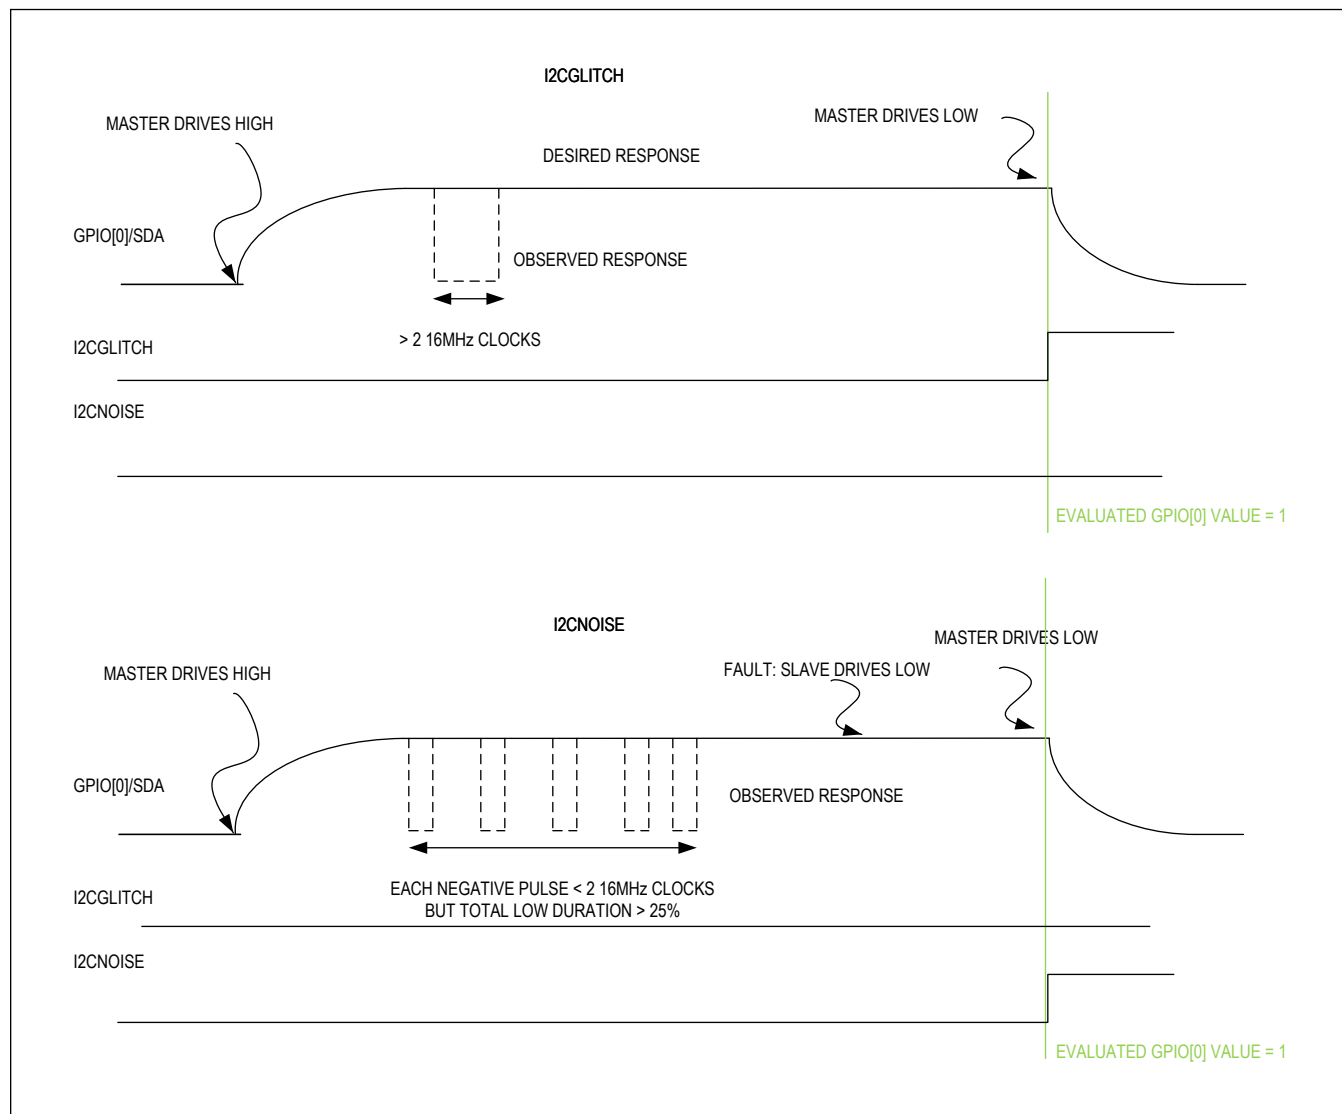 I2CGLITCH
MASTER DRIVES HIGH
MASTER DRIVES LOW
DESIRED RESPONSE
GPIO[0]/SDA
OBSERVED RESPONSE
> 2 16MHz CLOCKS
I2CGLITCH
I2CNOISE
EVALUATED GPIO[0] VALUE = 1
I2CNOISE
MASTER DRIVES LOW
MASTER DRIVES HIGH
FAULT: SLAVE DRIVES LOW
GPIO[0]/SDA
OBSERVED RESPONSE
EACH NEGATIVE PULSE < 2 16MHz CLOCKS
BUT TOTAL LOW DURATION > 25%
I2CGLITCH
I2CNOISE
EVALUATED GPIO[0] VALUE = 1